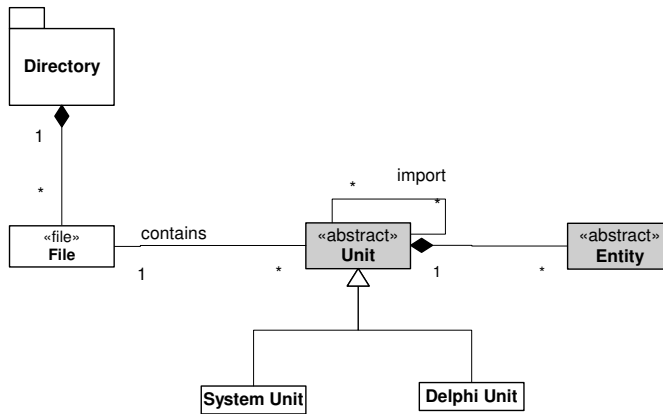 Directory
1
*
import
*
*
«file»
File
contains
1
*
«abstract»
Unit
1
*
«abstract»
Entity
System Unit
Delphi Unit